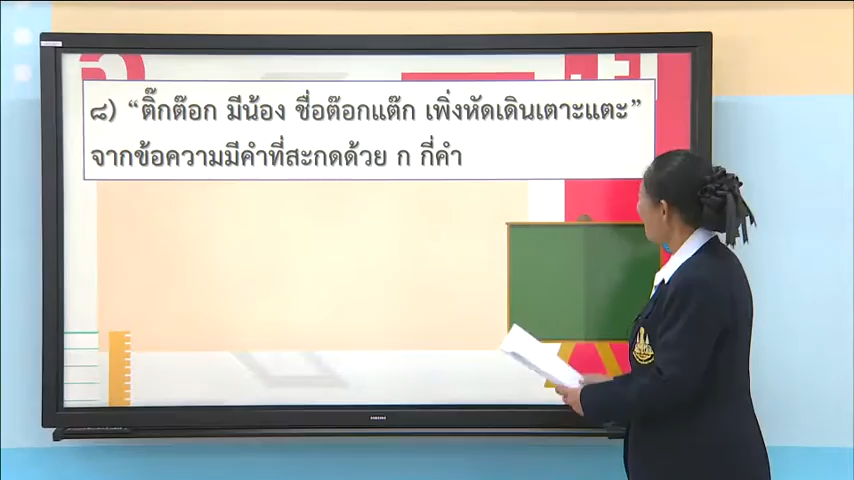 ๘) “ติ๊กต๊อก มีน้อง ชื่อต๊อกแต๊ก เพิ่งหัดเดินเตาะแตะ”
จากข้อความมีคำที่สะกดด้วย ก กี่คำ
SAMSUNG